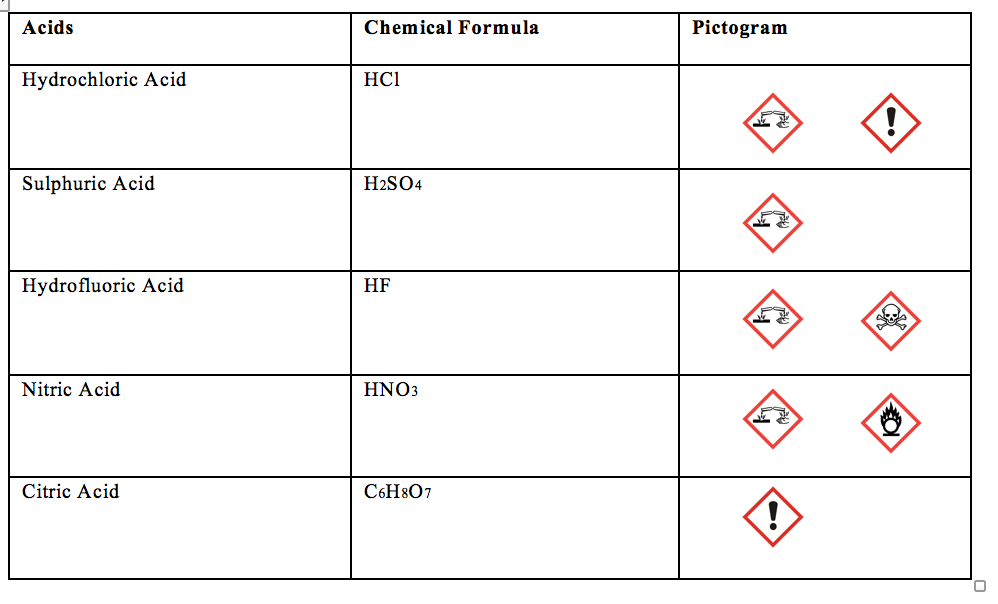 Acids Chemical Formula Pictogram
Hydrochloric Acid HCl
Sulphuric Acid H2SO4
Hydrofluoric Acid HF
Nitric Acid HNO3
Citric Acid C6H8O7